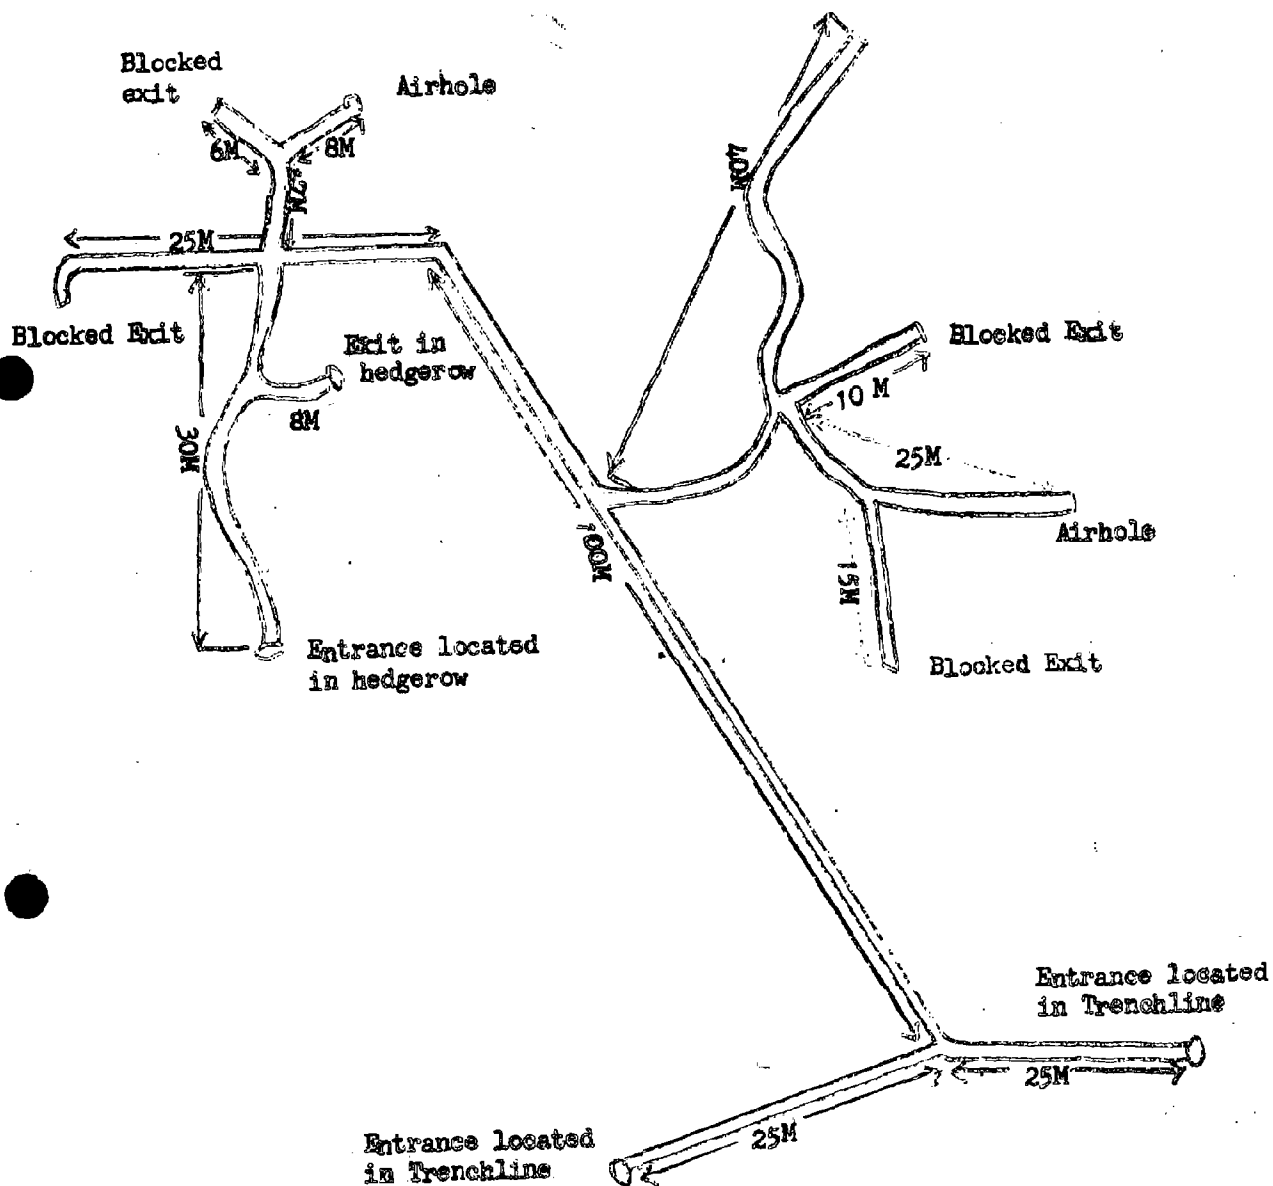 Blocked
exit
Airhole
6M
8M
7M
25M
40M
Blocked Exit
Exit in
hedgerow
8M
30M
Blocked Exit
10 M
25M
Airhole
100M
15M
Entrance located
in hedgerow
Blocked Exit
Entrance located
in Trenchline
25M
25M
Entrance located
in Trenchline